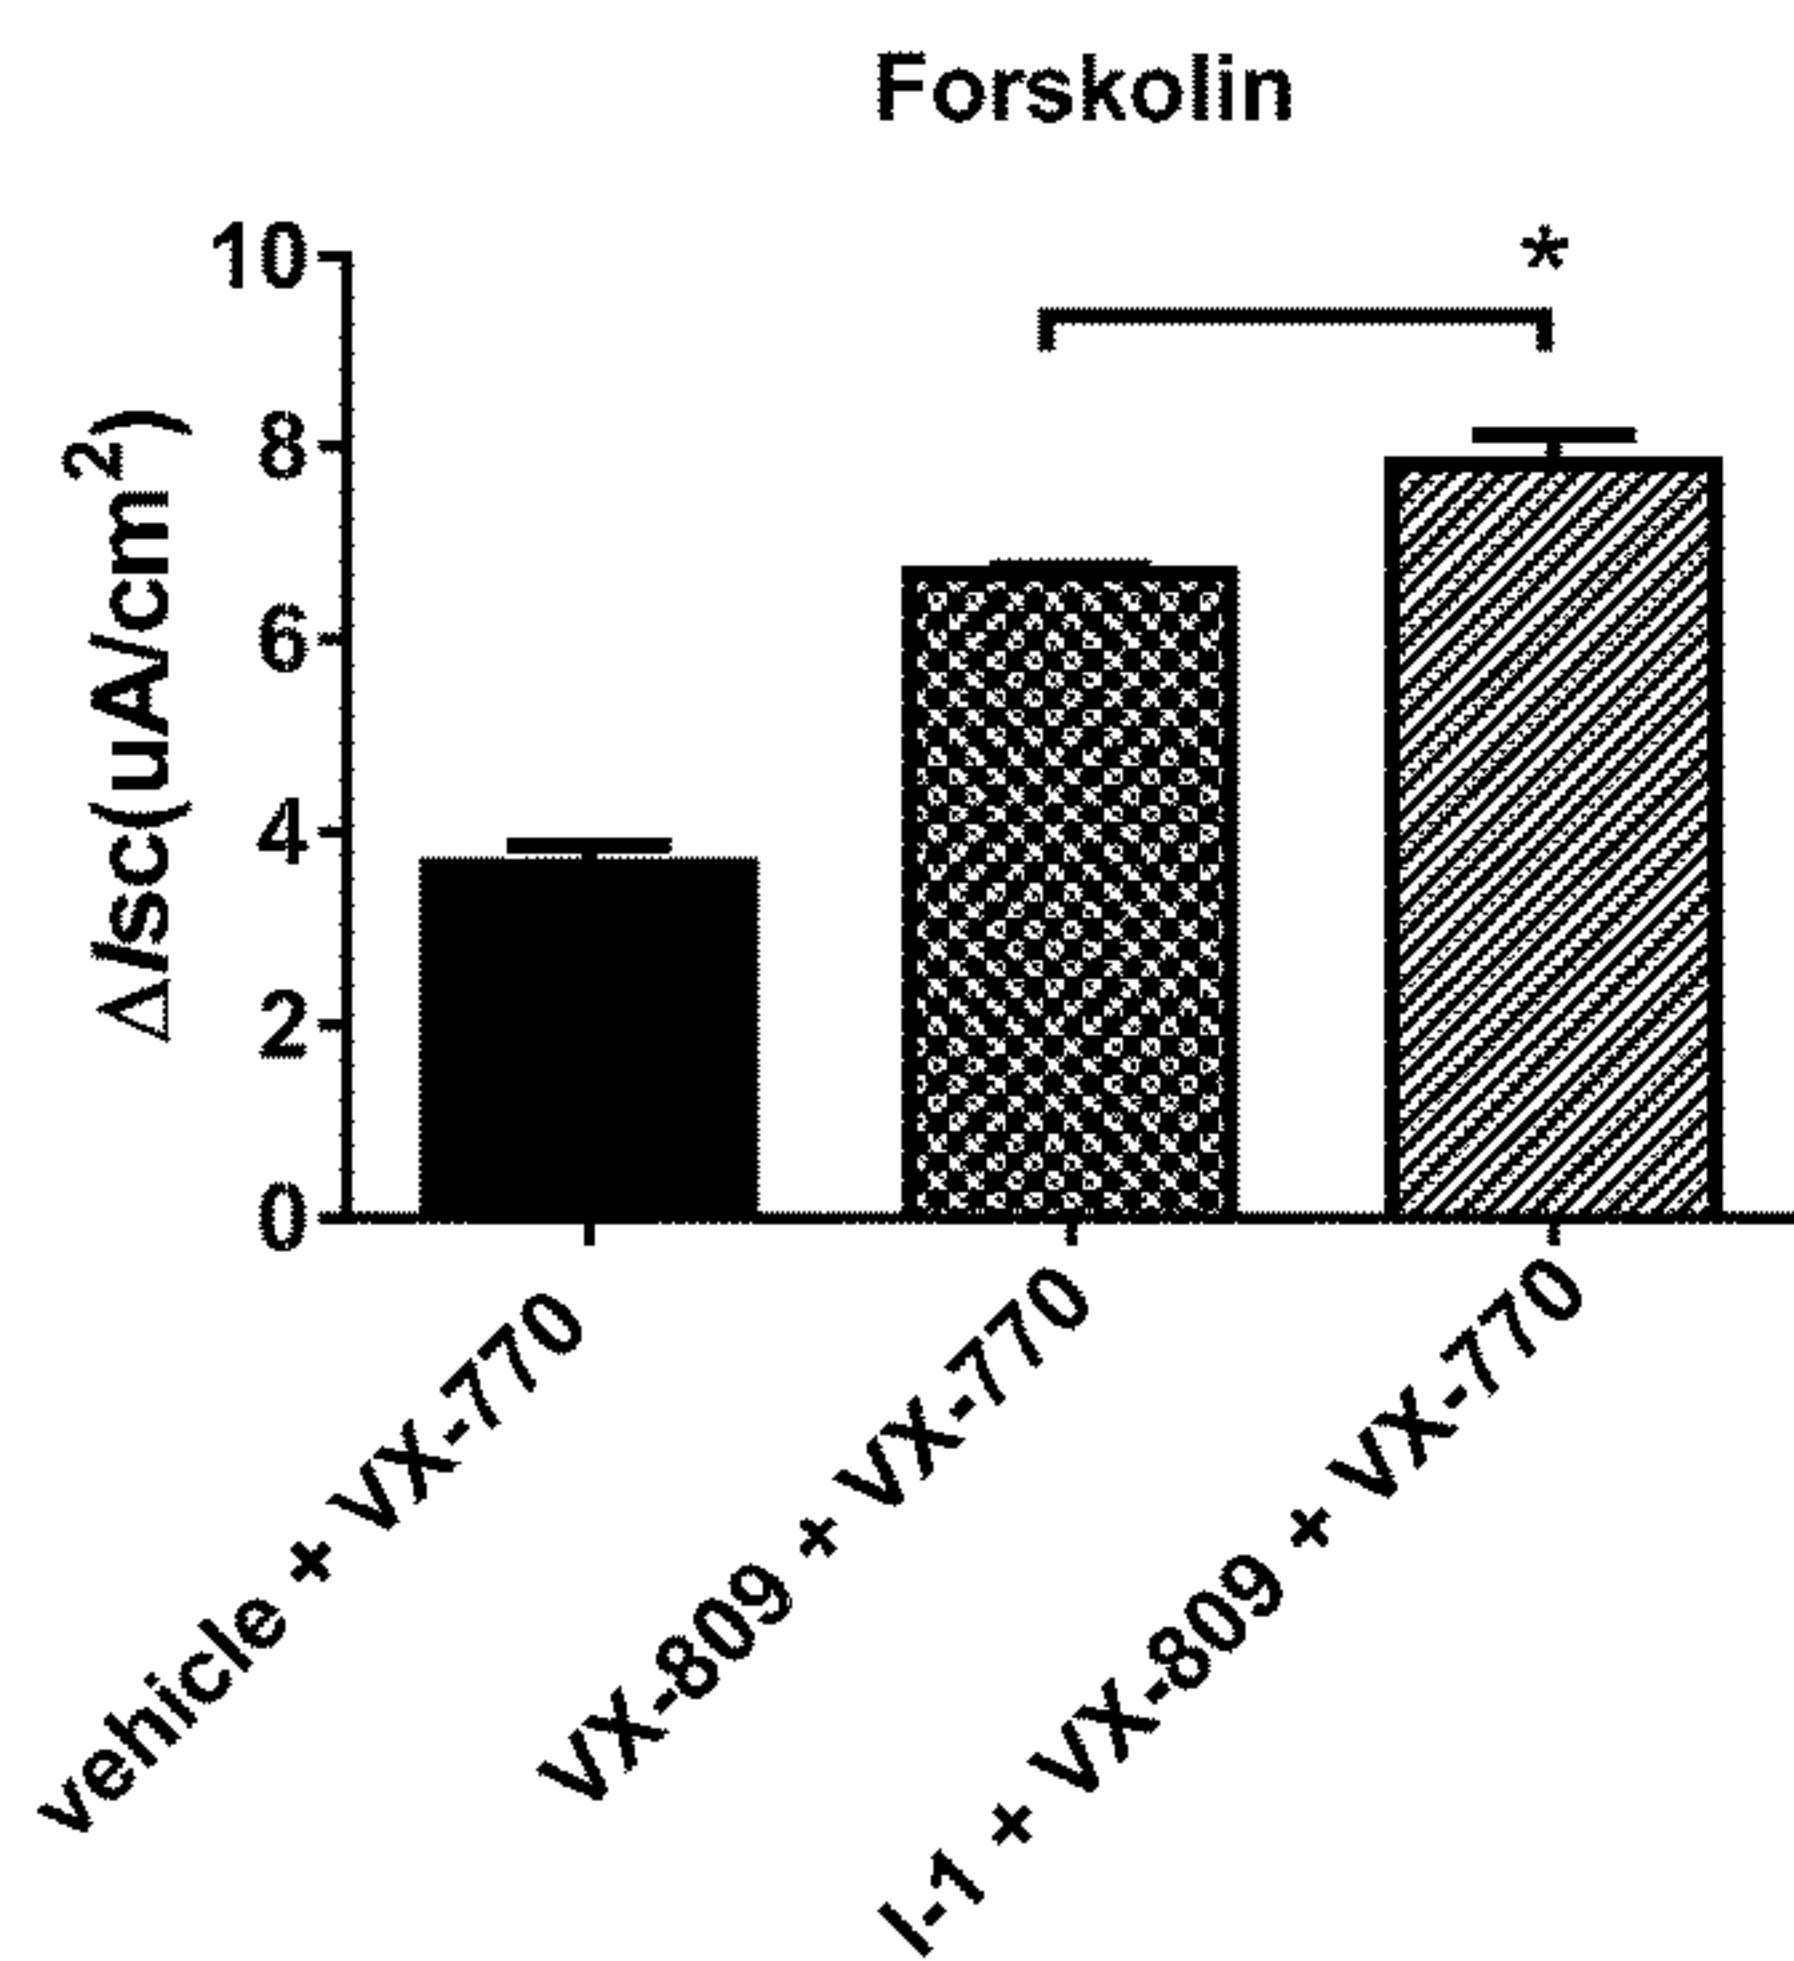 Forskolin
*
ΔIsc(uA/cm²)
10
8
6
4
2
0
vehicle + VX-770
VX-809 + VX-770
I-1 + VX-809 + VX-770